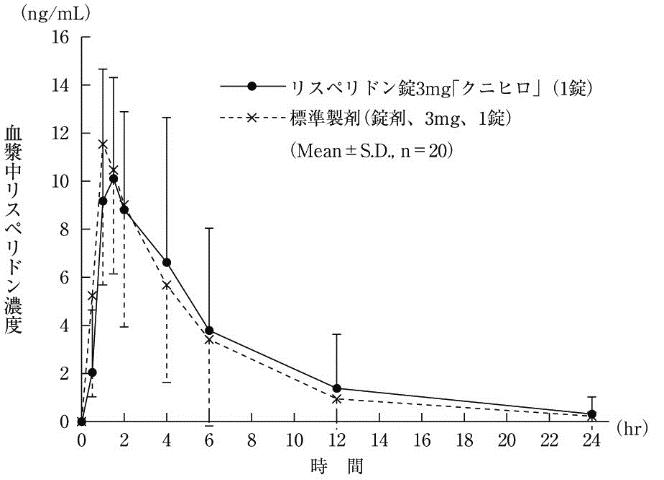 (ng/mL)
16
14
12
10
8
6
4
2
0
血漿中リスペリドン濃度
リスペリドン錠3mg「クニヒロ」(1錠)
標準製剤(錠剤、3mg、1錠)
(Mean±S.D., n=20)
0 2 4 6 8 10 12 14 16 18 20 22 24 (hr)
時 間